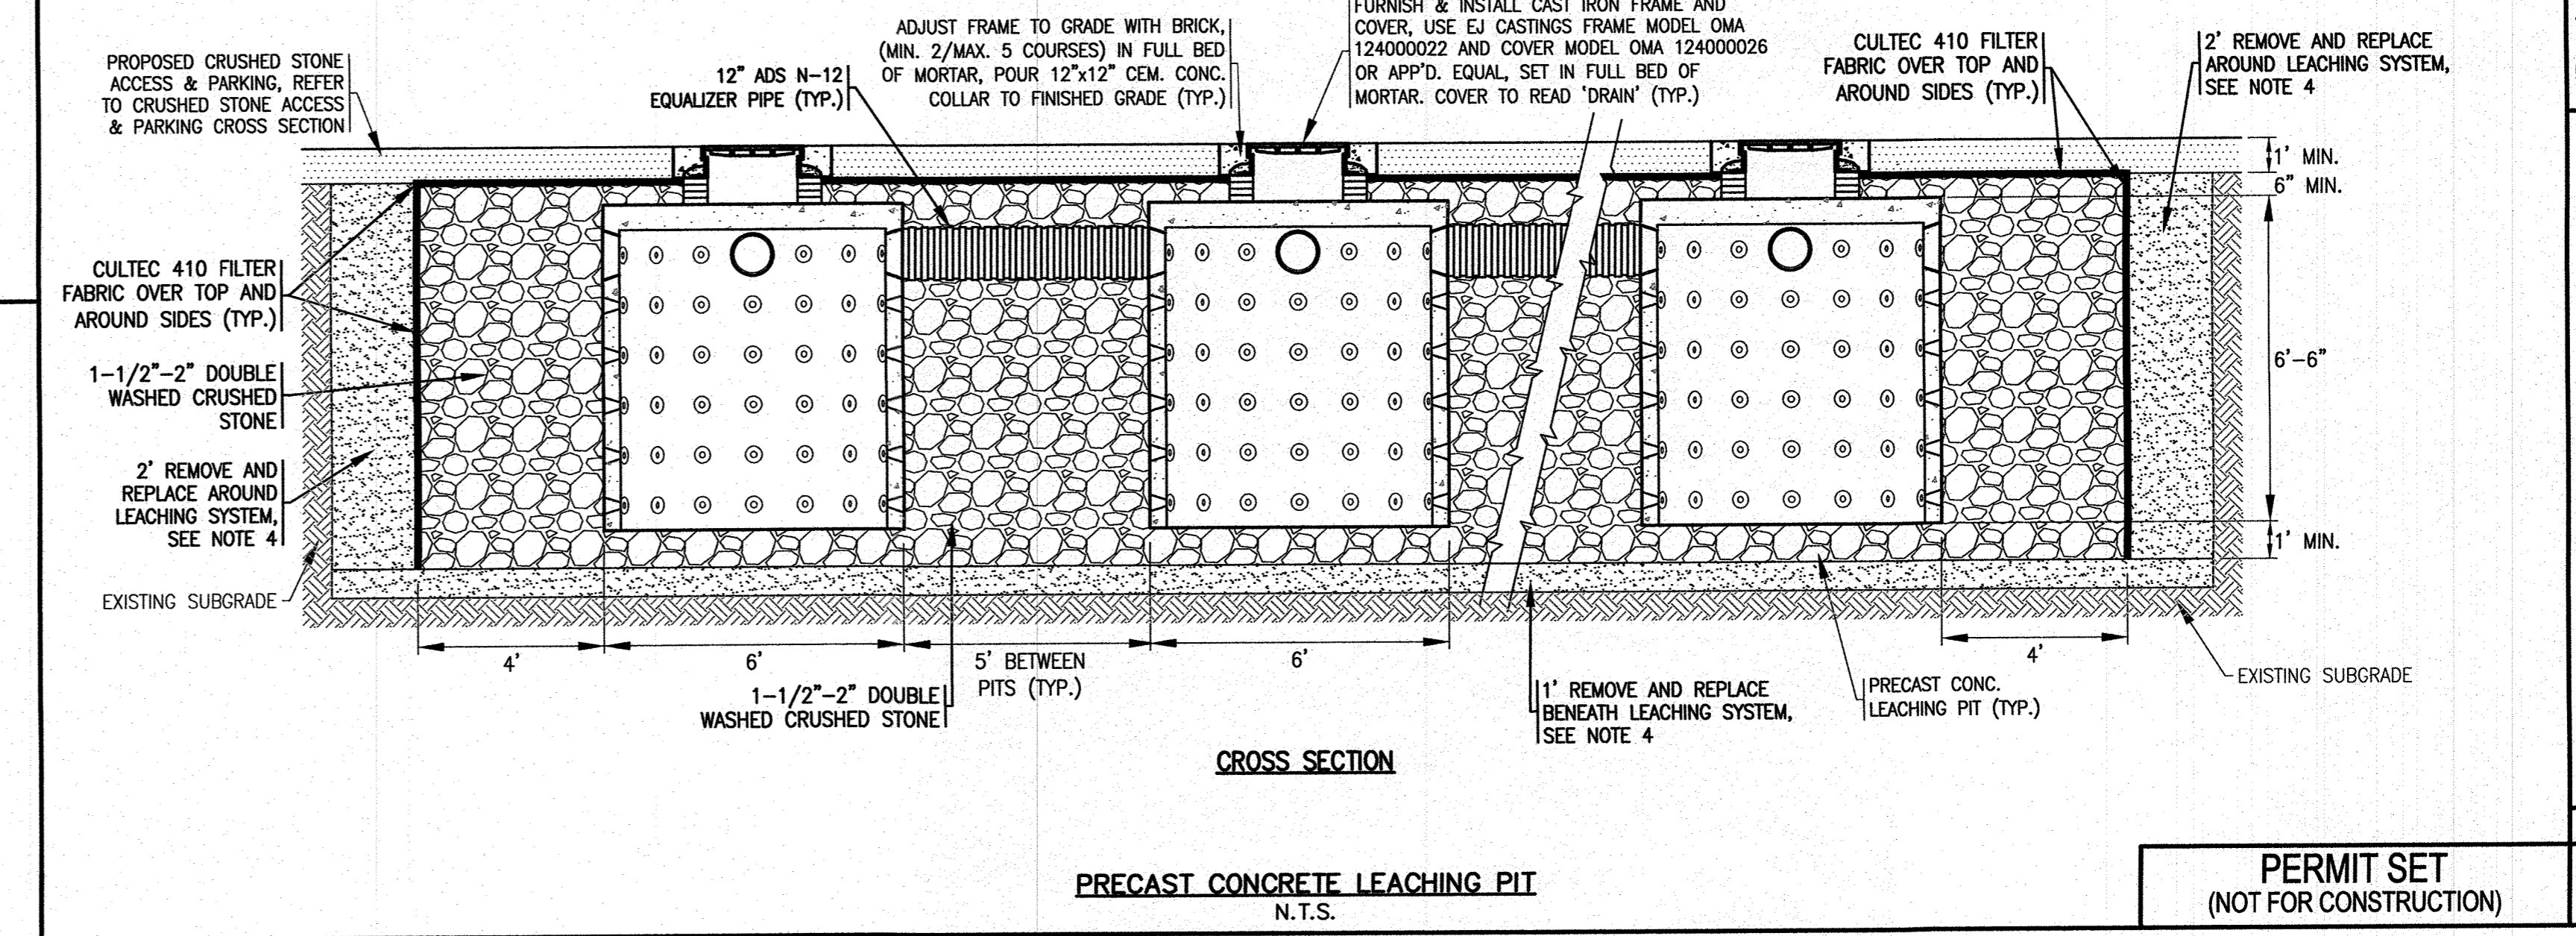 PROPOSED CRUSHED STONE
ACCESS & PARKING, REFER
TO CRUSHED STONE ACCESS
& PARKING CROSS SECTION
12" ADS N-12
EQUALIZER PIPE (TYP.)
ADJUST FRAME TO GRADE WITH BRICK,
(MIN. 2/MAX. 5 COURSES) IN FULL BED
OF MORTAR, POUR 12"x12" CEM. CONC.
COLLAR TO FINISHED GRADE (TYP.)
FURNISH & INSTALL CAST IRON FRAME AND
COVER, USE EJ CASTINGS FRAME MODEL OMA
124000022 AND COVER MODEL OMA 124000026
OR APP'D. EQUAL, SET IN FULL BED OF
MORTAR. COVER TO READ 'DRAIN' (TYP.)
CULTEC 410 FILTER
FABRIC OVER TOP AND
AROUND SIDES (TYP.)
2' REMOVE AND REPLACE
AROUND LEACHING SYSTEM,
SEE NOTE 4
1' MIN.
6" MIN.
6'-6"
1' MIN.
CULTEC 410 FILTER
FABRIC OVER TOP AND
AROUND SIDES (TYP.)
1-1/2"-2" DOUBLE
WASHED CRUSHED
STONE
2' REMOVE AND
REPLACE AROUND
LEACHING SYSTEM,
SEE NOTE 4
EXISTING SUBGRADE
4'
6'
5' BETWEEN
PITS (TYP.)
6'
4'
1-1/2"-2" DOUBLE
WASHED CRUSHED STONE
1' REMOVE AND REPLACE
BENEATH LEACHING SYSTEM,
SEE NOTE 4
PRECAST CONC.
LEACHING PIT (TYP.)
EXISTING SUBGRADE
CROSS SECTION
PRECAST CONCRETE LEACHING PIT
N.T.S.
PERMIT SET
(NOT FOR CONSTRUCTION)